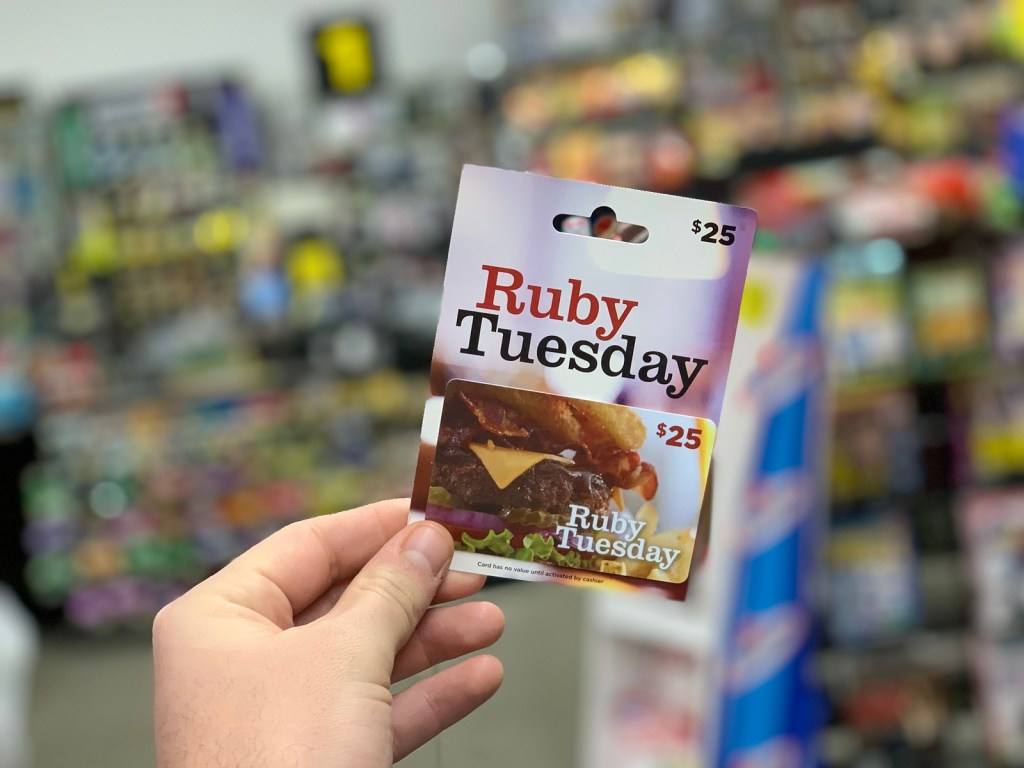 $25
Ruby
Tuesday
$25
Ruby
Tuesday
Card has no value until activated by cashier